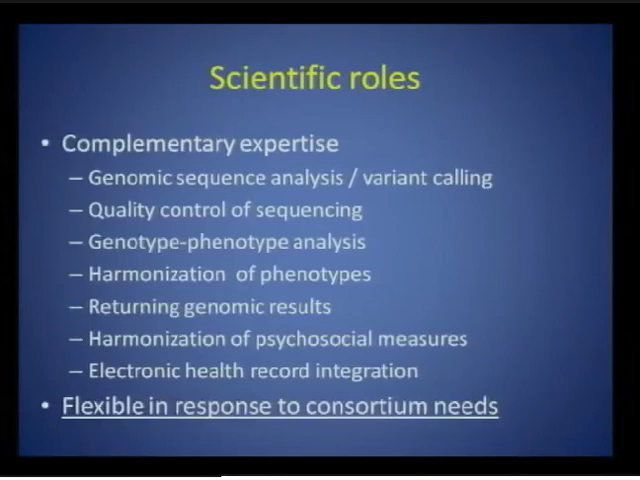 Scientific roles
• Complementary expertise
– Genomic sequence analysis / variant calling
– Quality control of sequencing
– Genotype-phenotype analysis
– Harmonization of phenotypes
– Returning genomic results
– Harmonization of psychosocial measures
– Electronic health record integration
• Flexible in response to consortium needs